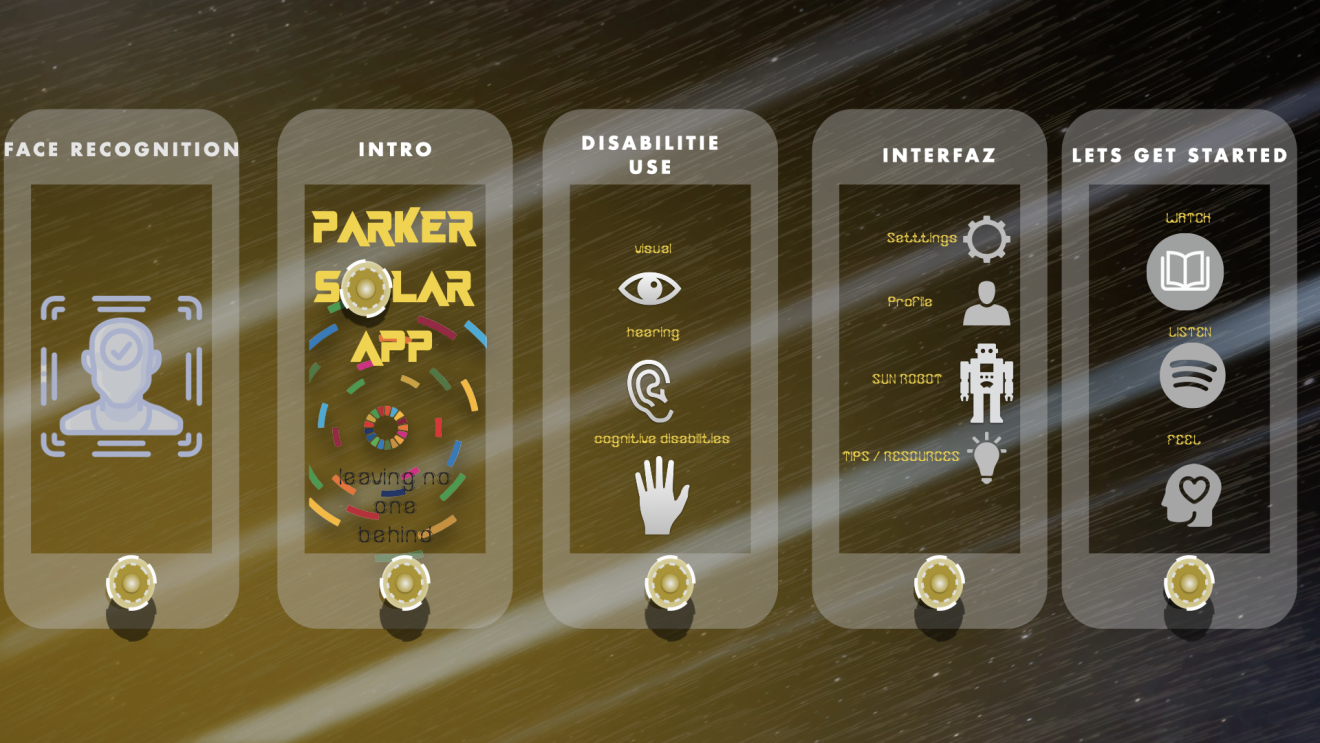 FACE RECOGNITION
INTRO
PARKER
SOLAR
APP
leaving no
one
behind
DISABILITIE
USE
visual
hearing
cognitive disabilities
INTERFAZ
Setttings
Profile
SUN ROBOT
TIPS / RESOURCES
LETS GET STARTED
WATCH
LISTEN
FEEL